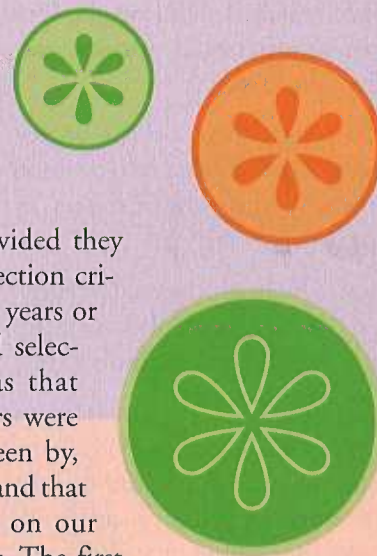 vided they
ection cri-
years or
selec-
s that
rs were
een by,
and that
on our
The first